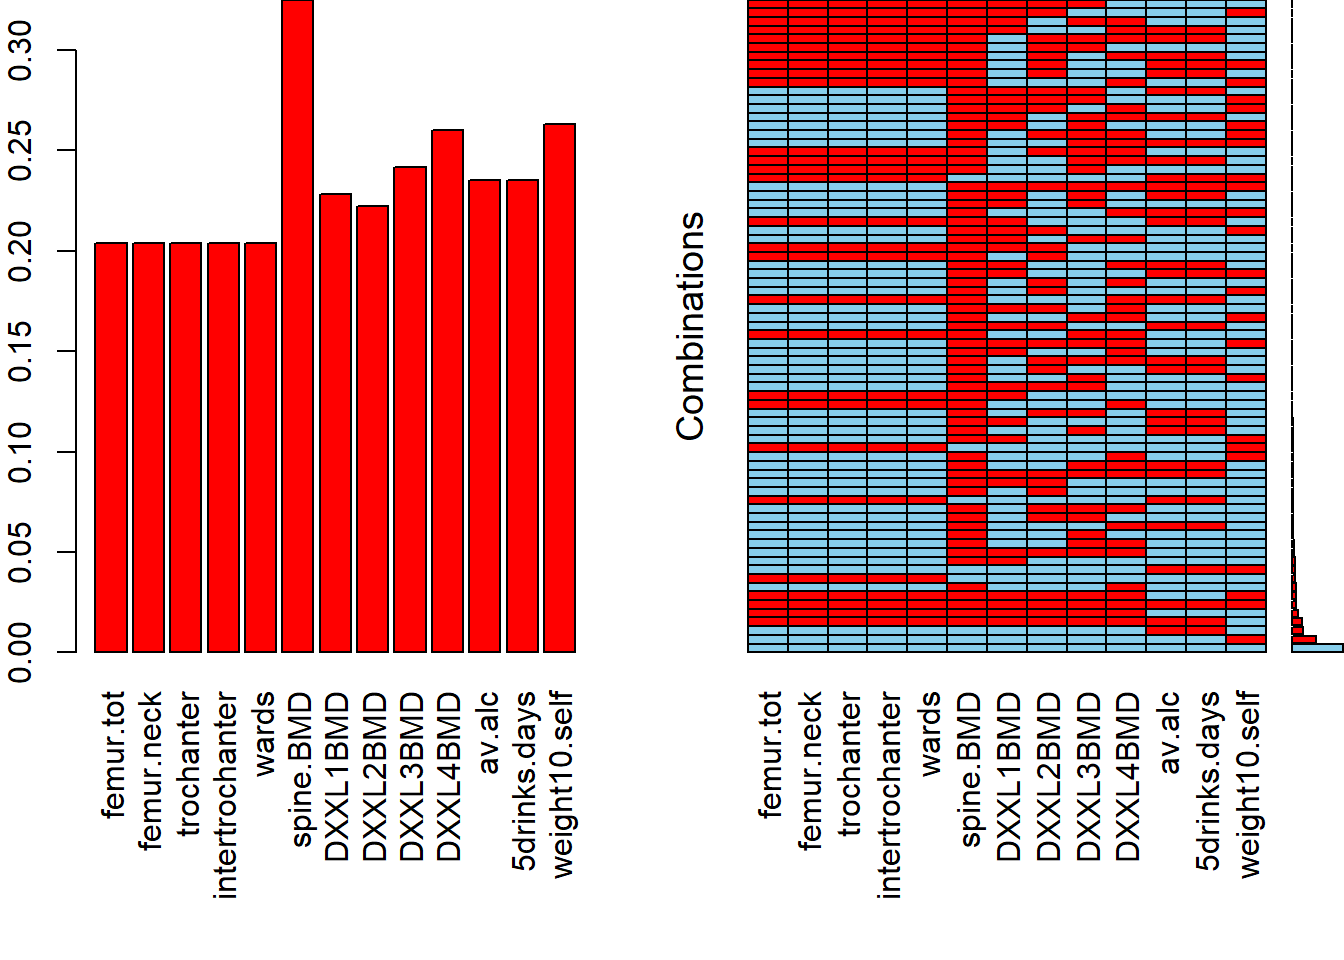 0.30
0.25
0.20
0.15
0.10
0.05
0.00
femur.tot
femur.neck
trochanter
intertrochanter
wards
spine.BMD
DXXL1BMD
DXXL2BMD
DXXL3BMD
DXXL4BMD
av.alc
5drinks.days
weight10.self
Combinations
femur.tot
femur.neck
trochanter
intertrochanter
wards
spine.BMD
DXXL1BMD
DXXL2BMD
DXXL3BMD
DXXL4BMD
av.alc
5drinks.days
weight10.self